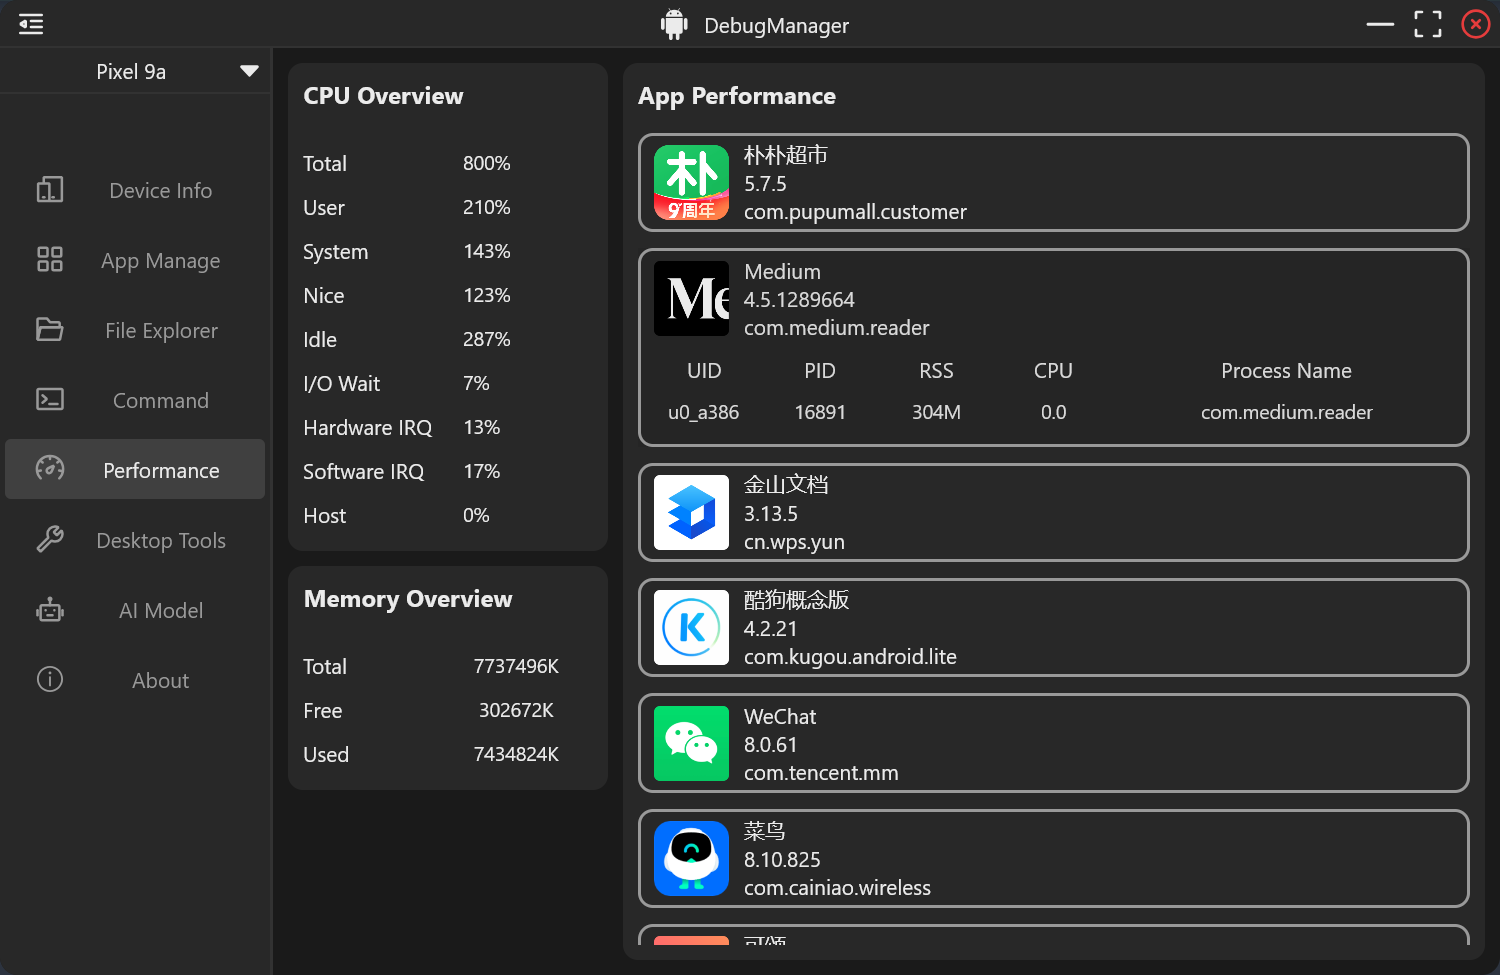 DebugManager
Pixel 9a
Device Info
App Manage
File Explorer
Command
Performance
Desktop Tools
AI Model
About
CPU Overview
Total 800%
User 210%
System 143%
Nice 123%
Idle 287%
I/O Wait 7%
Hardware IRQ 13%
Software IRQ 17%
Host 0%
Memory Overview
Total 7737496K
Free 302672K
Used 7434824K
App Performance
朴
9周年
朴朴超市
5.7.5
com.pupumall.customer
Me
Medium
4.5.1289664
com.medium.reader
UID PID RSS CPU Process Name
u0_a386 16891 304M 0.0 com.medium.reader
金山文档
3.13.5
cn.wps.yun
K
酷狗概念版
4.2.21
com.kugou.android.lite
WeChat
8.0.61
com.tencent.mm
菜鸟
8.10.825
com.cainiao.wireless